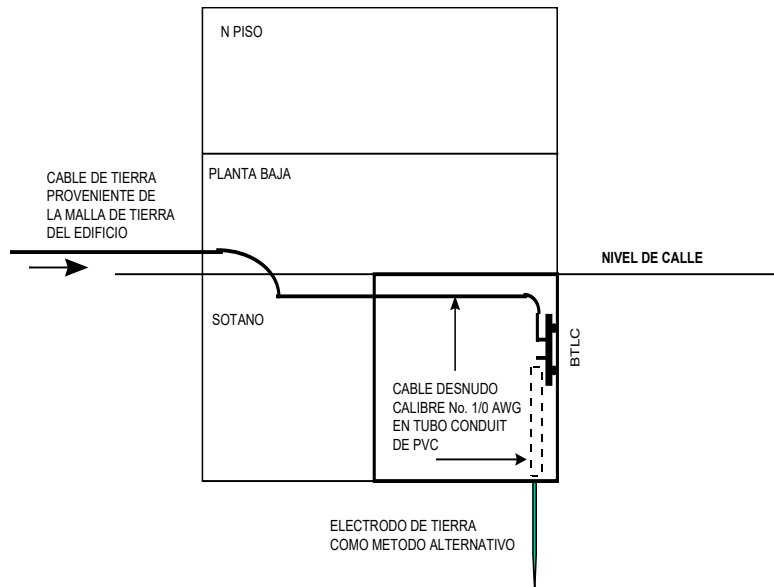 N PISO
PLANTA BAJA
CABLE DE TIERRA
PROVENIENTE DE
LA MALLA DE TIERRA
DEL EDIFICIO
NIVEL DE CALLE
SOTANO
BTLC
CABLE DESNUDO
CALIBRE No. 1/0 AWG
EN TUBO CONDUIT
DE PVC
ELECTRODO DE TIERRA
COMO METODO ALTERNATIVO